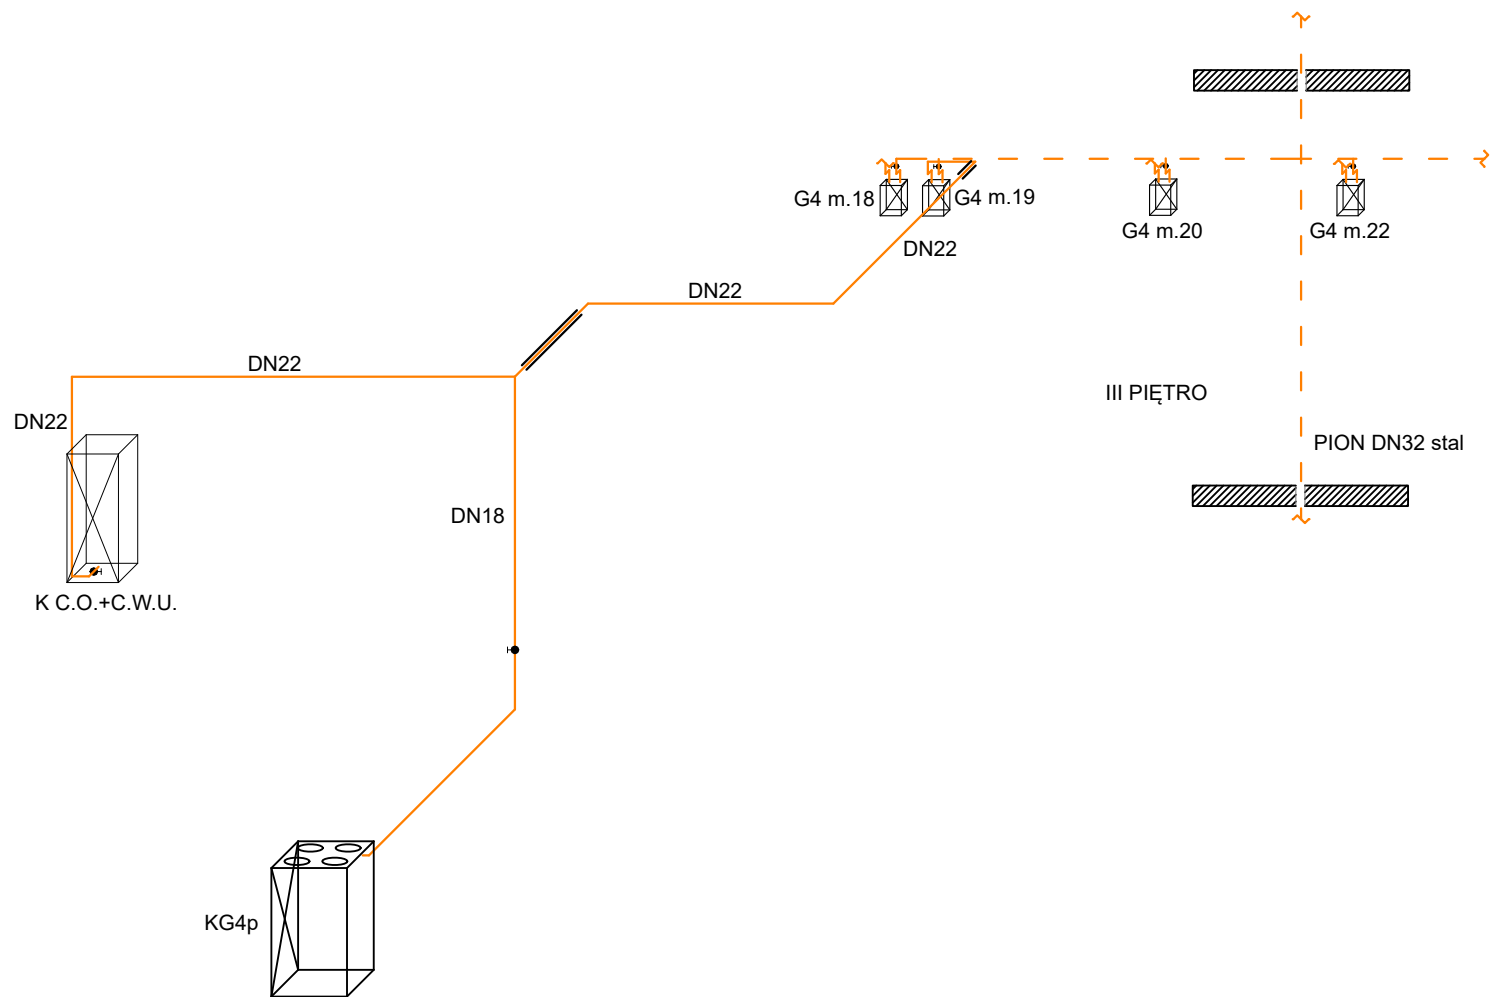 G4 m.18
G4 m.19
G4 m.20
G4 m.22
DN22
DN22
DN22
III PIĘTRO
DN22
PION DN32 stal
DN18
K C.O.+C.W.U.
KG4p